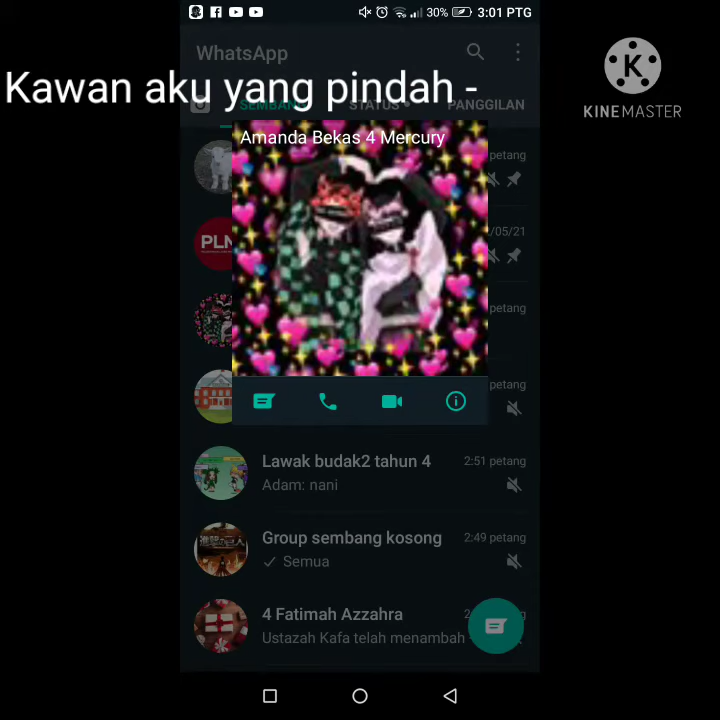 30% 3:01 PTG
WhatsApp
Kawan aku yang pindah -
STATUS
PANGGILAN
K
KINEMASTER
Amanda Bekas 4 Mercury
petang
PLN
/05/21
petang
petang
Lawak budak2 tahun 4
2:51 petang
Adam: nani
Group sembang kosong
2:49 petang
Semua
4 Fatimah Azzahra
Ustazah Kafa telah menambah